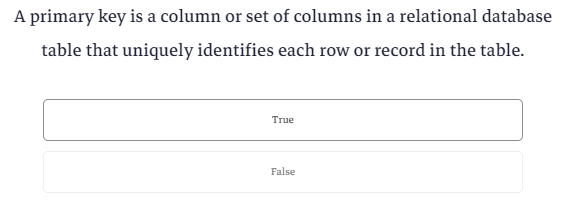 A primary key is a column or set of columns in a relational database
table that uniquely identifies each row or record in the table.
True
False